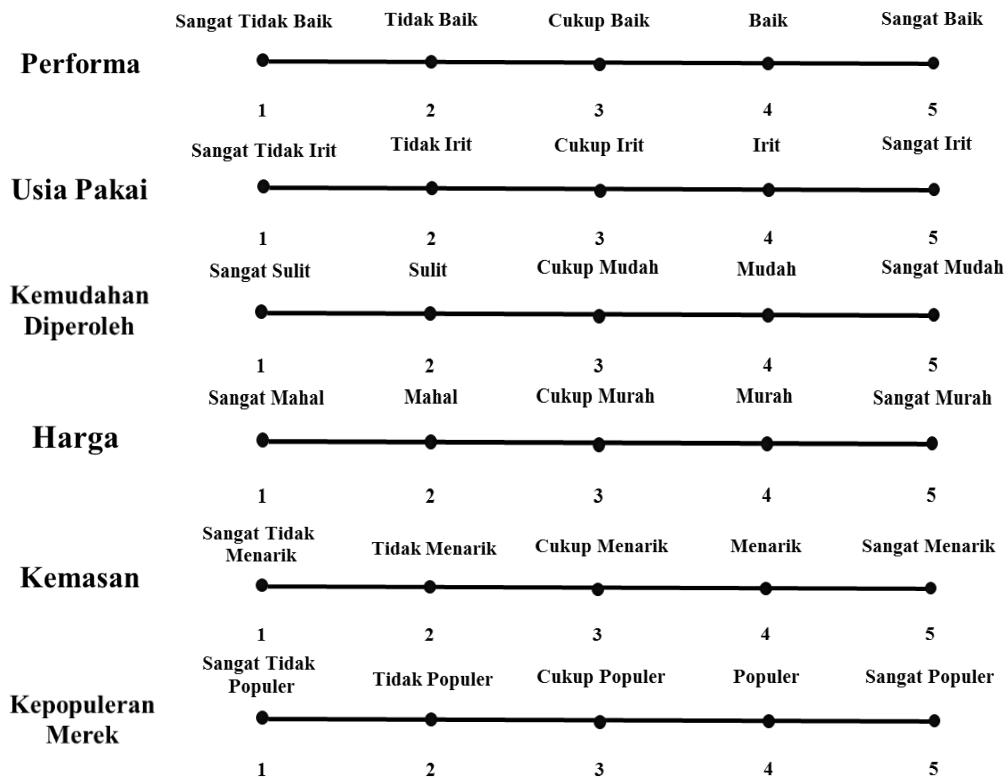 Sangat Tidak Baik Tidak Baik Cukup Baik Baik Sangat Baik
Performa
1 2 3 4 5
Sangat Tidak Irit Tidak Irit Cukup Irit Irit Sangat Irit
Usia Pakai
1 2 3 4 5
Sangat Sulit Sulit Cukup Mudah Mudah Sangat Mudah
Kemudahan
Diperoleh
1 2 3 4 5
Sangat Mahal Mahal Cukup Murah Murah Sangat Murah
Harga
1 2 3 4 5
Sangat Tidak
Menarik Tidak Menarik Cukup Menarik Menarik Sangat Menarik
Kemasan
1 2 3 4 5
Sangat Tidak
Populer Tidak Populer Cukup Populer Populer Sangat Populer
Kepopuleran
Merek
1 2 3 4 5